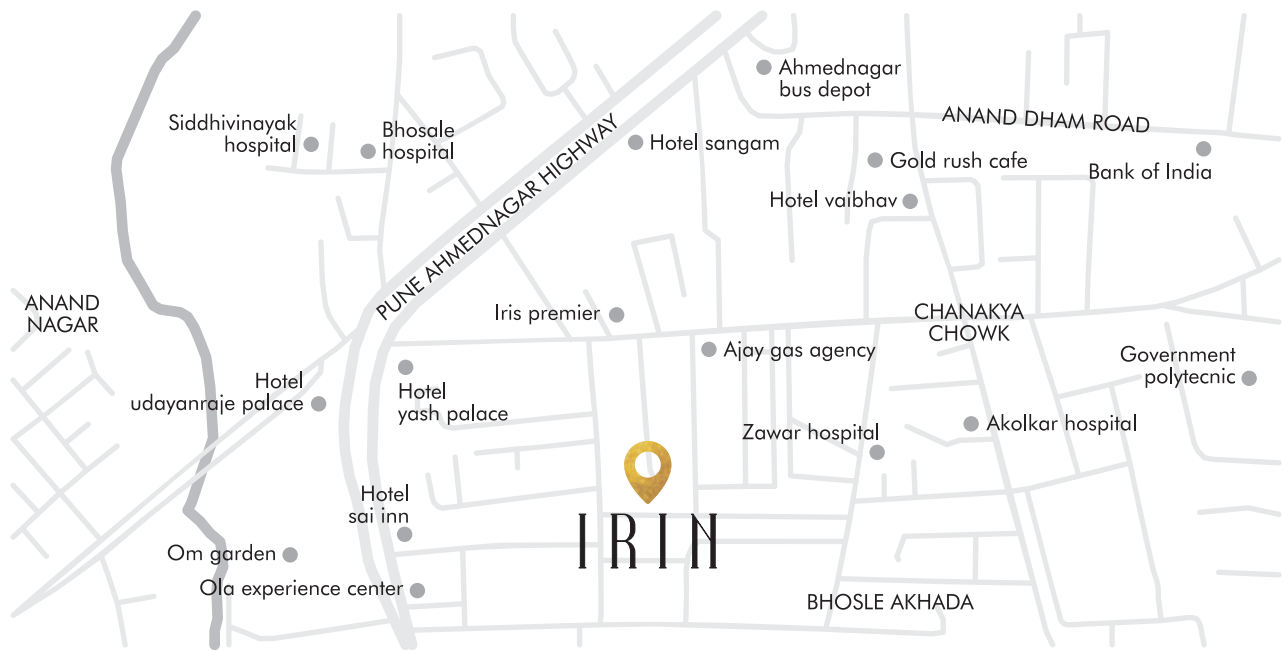 Ahmednagar
bus depot
ANAND DHAM ROAD
Siddhivinayak
hospital
Bhosale
hospital
PUNE AHMEDNAGAR HIGHWAY
Hotel sangam
Gold rush cafe
Bank of India
Hotel vaibhav
ANAND
NAGAR
Iris premier
CHANAKYA
CHOWK
Ajay gas agency
Government
polytecnic
Hotel
udayanraje palace
Hotel
yash palace
Zawar hospital
Akolkar hospital
Hotel
sai inn
IRIN
Om garden
Ola experience center
BHOSLE AKHADA